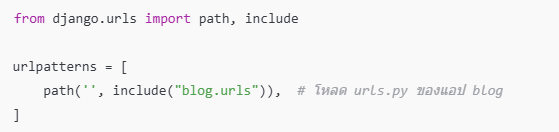 from django.urls import path, include
urlpatterns = [
    path('', include("blog.urls")),  # โหลด urls.py ของแอป blog
]